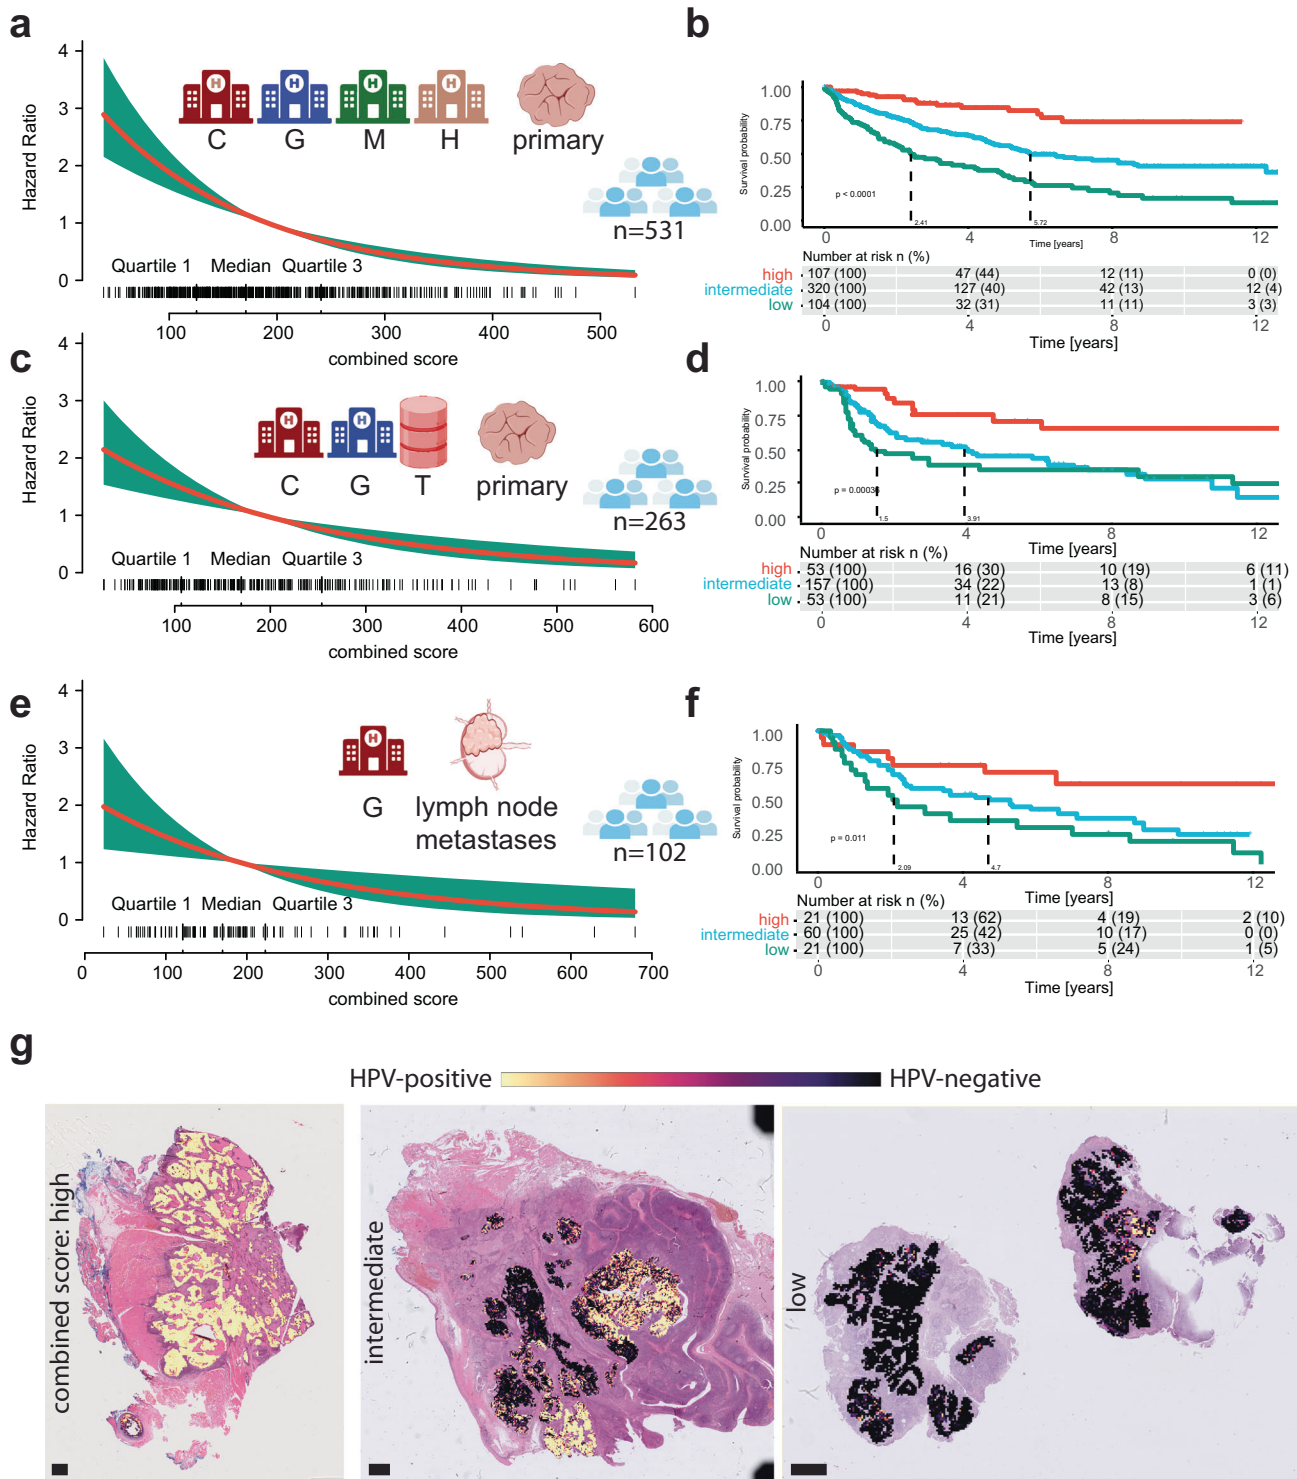 a
4
3
2
1
0
Hazard Ratio
H H H H
C G M H primary
n=531
Quartile 1 Median Quartile 3
100 200 300 400 500
combined score
b
1.00
0.75
0.50
0.25
0.00
Survival probability
p < 0.0001
2.41 5.72
0 4 8 12
Time [years]
Number at risk n (%)
high 107 (100) 47 (44) 12 (11) 0 (0)
intermediate 320 (100) 127 (40) 42 (13) 12 (4)
low 104 (100) 32 (31) 11 (11) 3 (3)
0 4 8 12
Time [years]
c
4
3
2
1
0
Hazard Ratio
H H
C G T primary
n=263
Quartile 1 Median Quartile 3
100 200 300 400 500 600
combined score
d
1.00
0.75
0.50
0.25
0.00
Survival probability
p = 0.0003
1.5 3.91
0 4 8 12
Time [years]
Number at risk n (%)
high 53 (100) 16 (30) 10 (19) 6 (11)
intermediate 157 (100) 34 (22) 13 (8) 1 (1)
low 53 (100) 11 (21) 8 (15) 3 (6)
0 4 8 12
Time [years]
e
4
3
2
1
0
Hazard Ratio
H
G lymph node
metastases
n=102
Quartile 1 Median Quartile 3
0 100 200 300 400 500 600 700
combined score
f
1.00
0.75
0.50
0.25
0.00
Survival probability
p = 0.011
2.09 4.7
0 4 8 12
Time [years]
Number at risk n (%)
high 21 (100) 13 (62) 4 (19) 2 (10)
intermediate 60 (100) 25 (42) 10 (17) 0 (0)
low 21 (100) 7 (33) 5 (24) 1 (5)
0 4 8 12
Time [years]
g
HPV-positive HPV-negative
combined score: high
intermediate
low